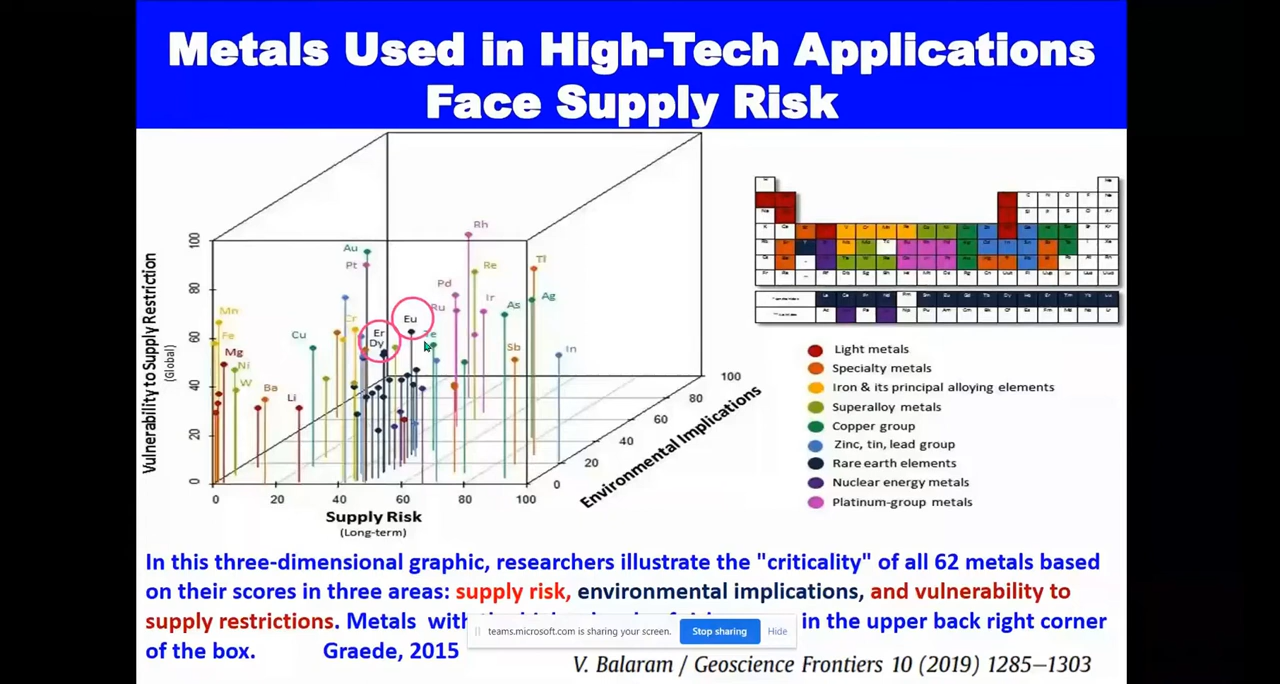 Metals Used in High-Tech Applications
Face Supply Risk
Vulnerability to Supply Restriction
(Global)
100
80
60
40
20
0
Mn
Fe
Mg
Ni
W
Ba
Li
Cu
Au
Pt
Cr
Er
Dy
Eu
Te
Ru
Pd
Rh
Re
Ir
As
Sb
Tl
Ag
In
0
20
40
60
80
100
Supply Risk
(Long-term)
0
20
40
60
80
100
Environmental Implications
Light metals
Specialty metals
Iron & its principal alloying elements
Superalloy metals
Copper group
Zinc, tin, lead group
Rare earth elements
Nuclear energy metals
Platinum-group metals
In this three-dimensional graphic, researchers illustrate the "criticality" of all 62 metals based
on their scores in three areas: supply risk, environmental implications, and vulnerability to
supply restrictions. Metals with in the upper back right corner
of the box. Graede, 2015
teams.microsoft.com is sharing your screen. Stop sharing Hide
V. Balaram / Geoscience Frontiers 10 (2019) 1285–1303